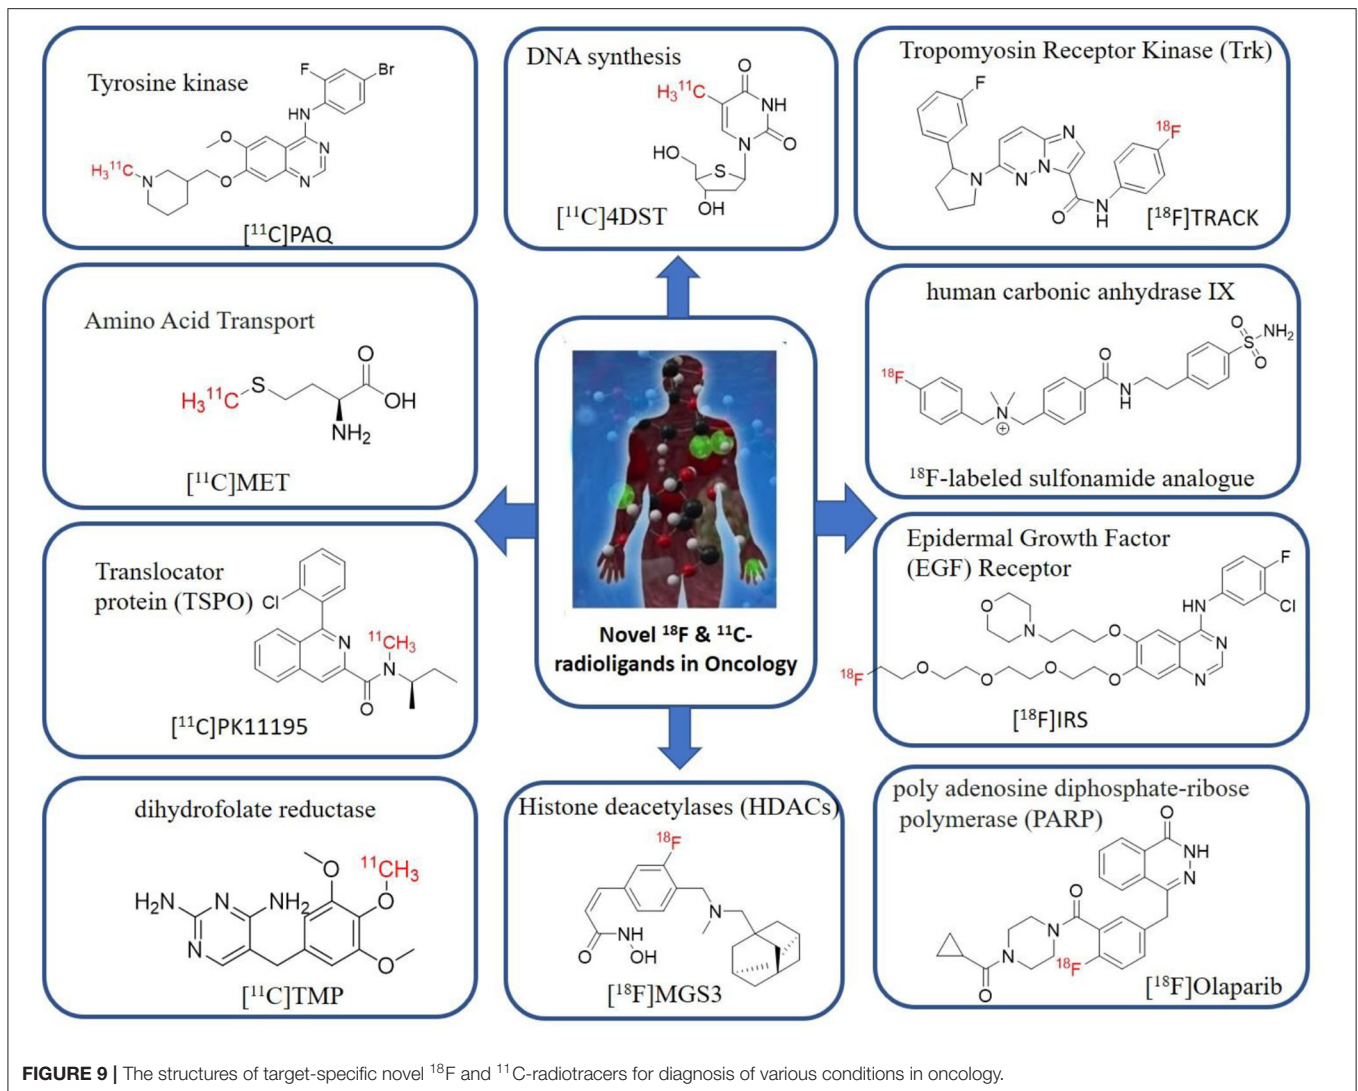 Tyrosine kinase
F
Br
HN
O
N
N
H₃¹¹C
N
O
[¹¹C]PAQ
DNA synthesis
H₃¹¹C
O
NH
N
O
HO
S
OH
[¹¹C]4DST
Tropomyosin Receptor Kinase (Trk)
F
N
¹⁸F
N
N
N
O
N
H
[¹⁸F]TRACK
Amino Acid Transport
O
S
H₃¹¹C
OH
NH₂
[¹¹C]MET
human carbonic anhydrase IX
O
NH₂
S
O
O
¹⁸F
N
H
N
⊕
¹⁸F-labeled sulfonamide analogue
Translocator
protein (TSPO)
Cl
N
¹¹CH₃
N
O
[¹¹C]PK11195
Novel ¹⁸F & ¹¹C-
radioligands in Oncology
Epidermal Growth Factor
(EGF) Receptor
F
Cl
HN
O
N
O
N
¹⁸F
O
O
O
O
N
[¹⁸F]IRS
dihydrofolate reductase
O
¹¹CH₃
H₂N
N
NH₂
O
N
O
[¹¹C]TMP
Histone deacetylases (HDACs)
¹⁸F
N
NH
O
OH
[¹⁸F]MGS3
poly adenosine diphosphate-ribose
polymerase (PARP)
O
NH
N
O
N
N
¹⁸F
O
[¹⁸F]Olaparib
FIGURE 9 | The structures of target-specific novel ¹⁸F and ¹¹C-radiotracers for diagnosis of various conditions in oncology.